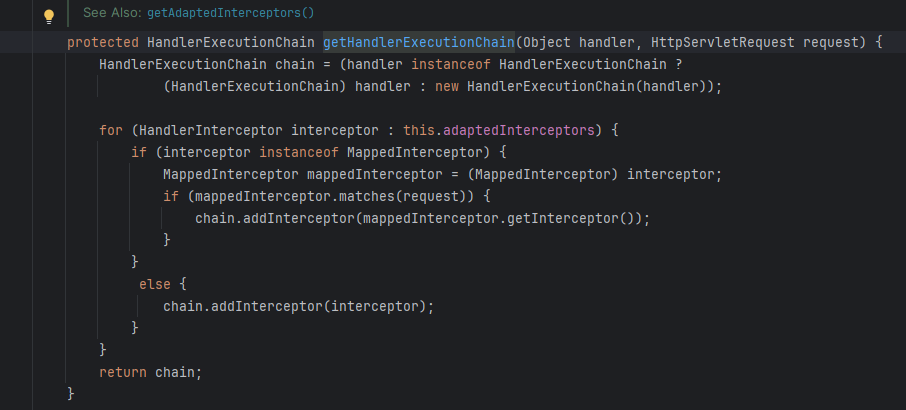 See Also: getAdaptedInterceptors()
protected HandlerExecutionChain getHandlerExecutionChain(Object handler, HttpServletRequest request) {
    HandlerExecutionChain chain = (handler instanceof HandlerExecutionChain ?
            (HandlerExecutionChain) handler : new HandlerExecutionChain(handler));

    for (HandlerInterceptor interceptor : this.adaptedInterceptors) {
        if (interceptor instanceof MappedInterceptor) {
            MappedInterceptor mappedInterceptor = (MappedInterceptor) interceptor;
            if (mappedInterceptor.matches(request)) {
                chain.addInterceptor(mappedInterceptor.getInterceptor());
            }
        }
         else {
            chain.addInterceptor(interceptor);
        }
    }
    return chain;
}